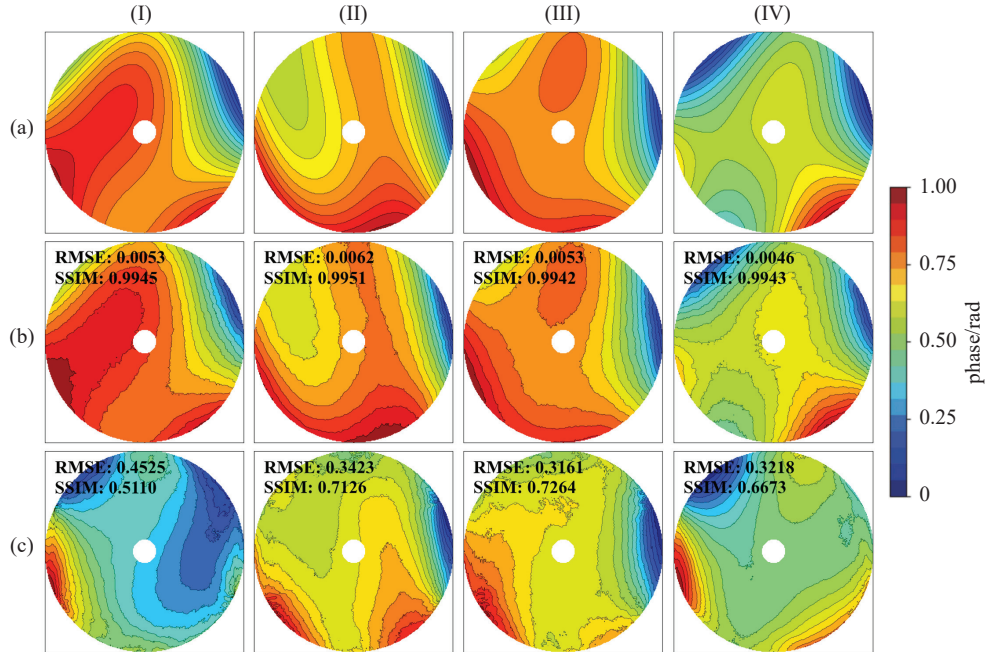 (I) (II) (III) (IV)
(a)
1.00
RMSE: 0.0053 RMSE: 0.0062 RMSE: 0.0053 RMSE: 0.0046
SSIM: 0.9945 SSIM: 0.9951 SSIM: 0.9942 SSIM: 0.9943
0.75
(b)
0.50
phase/rad
0.25
RMSE: 0.4525 RMSE: 0.3423 RMSE: 0.3161 RMSE: 0.3218
SSIM: 0.5110 SSIM: 0.7126 SSIM: 0.7264 SSIM: 0.6673
0
(c)